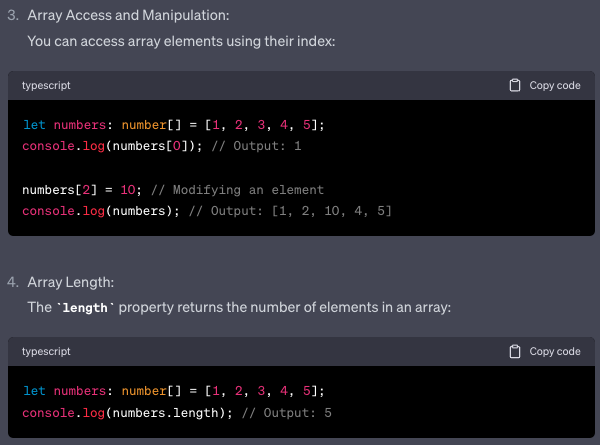 3. Array Access and Manipulation:
You can access array elements using their index:
typescript Copy code
let numbers: number[] = [1, 2, 3, 4, 5];
console.log(numbers[0]); // Output: 1
numbers[2] = 10; // Modifying an element
console.log(numbers); // Output: [1, 2, 10, 4, 5]
4. Array Length:
The `length` property returns the number of elements in an array:
typescript Copy code
let numbers: number[] = [1, 2, 3, 4, 5];
console.log(numbers.length); // Output: 5